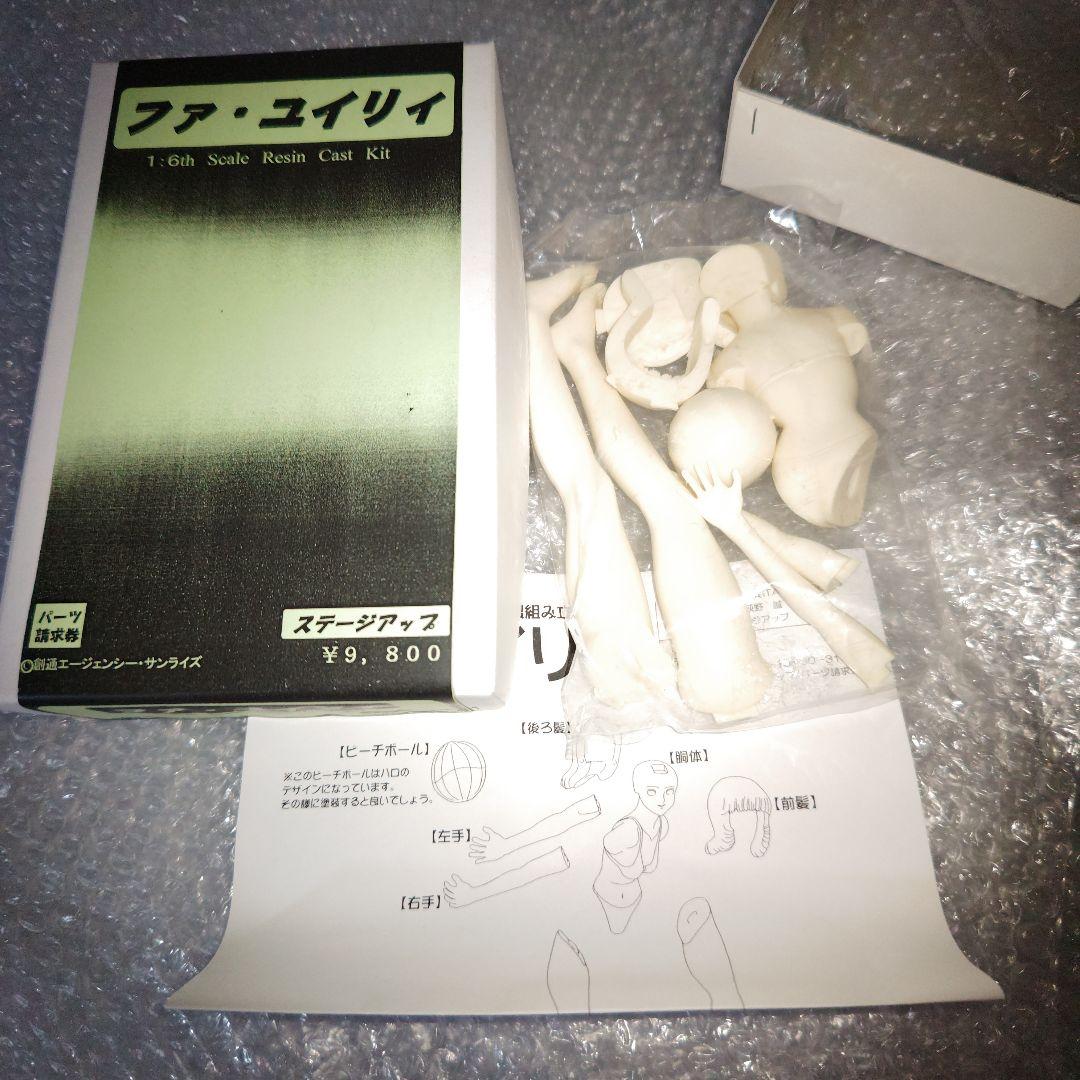 ファ・ユイリィ
1:6th Scale Resin Cast Kit
パーツ
請求券
ステージアップ
¥9,800
©創通エージェンシー・サンライズ
組み立
【後ろ髪】
【胴体】
【ビーチボール】
※このビーチボールはハロの
デザインになっています。
その様に塗装すると良いでしょう。
【前髪】
【左手】
【右手】